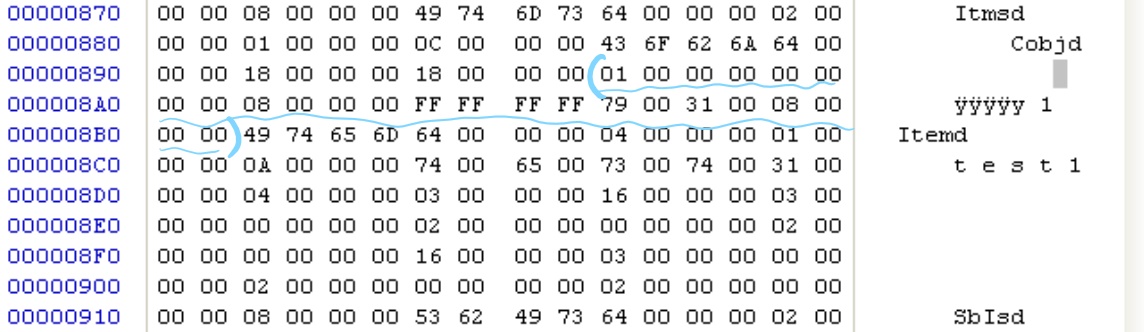 00000870 00 00 08 00 00 00 49 74 6D 73 64 00 00 00 02 00 Itmsd
00000880 00 00 01 00 00 00 0C 00 00 00 43 6F 62 6A 64 00 Cobjd
00000890 00 00 18 00 00 00 18 00 00 00 01 00 00 00 00 00
000008A0 00 00 08 00 00 00 FF FF FF FF 79 00 31 00 08 00 ÿÿÿÿy 1
000008B0 00 00 49 74 65 6D 64 00 00 00 04 00 00 00 01 00 Itemd
000008C0 00 00 0A 00 00 00 74 00 65 00 73 00 74 00 31 00 t e s t 1
000008D0 00 00 04 00 00 00 03 00 00 00 16 00 00 00 03 00
000008E0 00 00 00 00 00 00 02 00 00 00 00 00 00 00 02 00
000008F0 00 00 00 00 00 00 16 00 00 00 03 00 00 00 00 00
00000900 00 00 02 00 00 00 00 00 00 00 02 00 00 00 00 00
00000910 00 00 08 00 00 00 53 62 49 73 64 00 00 00 02 00 SbIsd